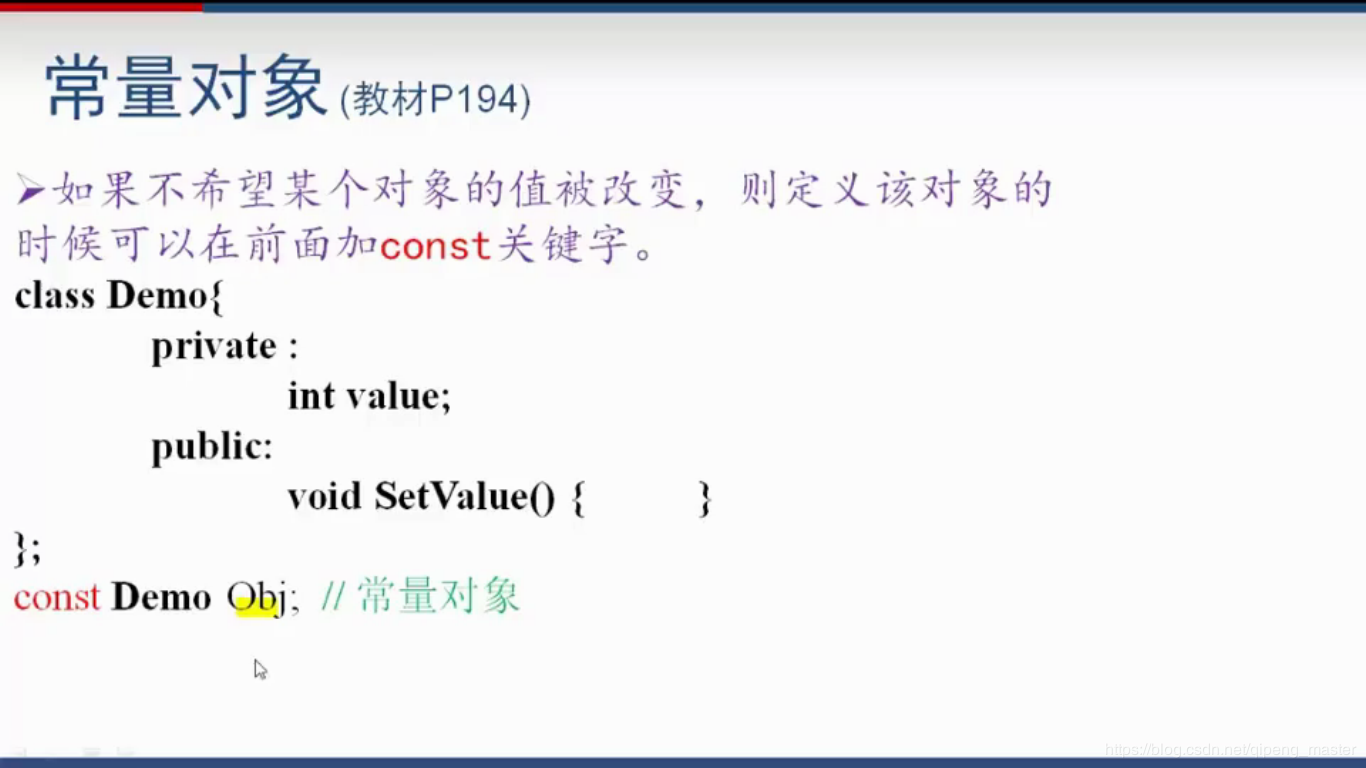 常量对象 (教材P194)
➢如果不希望某个对象的值被改变，则定义该对象的
时候可以在前面加const关键字。
class Demo{
private :
int value;
public:
void SetValue() { }
};
const Demo Obj; // 常量对象
https://blog.csdn.net/qipeng_master